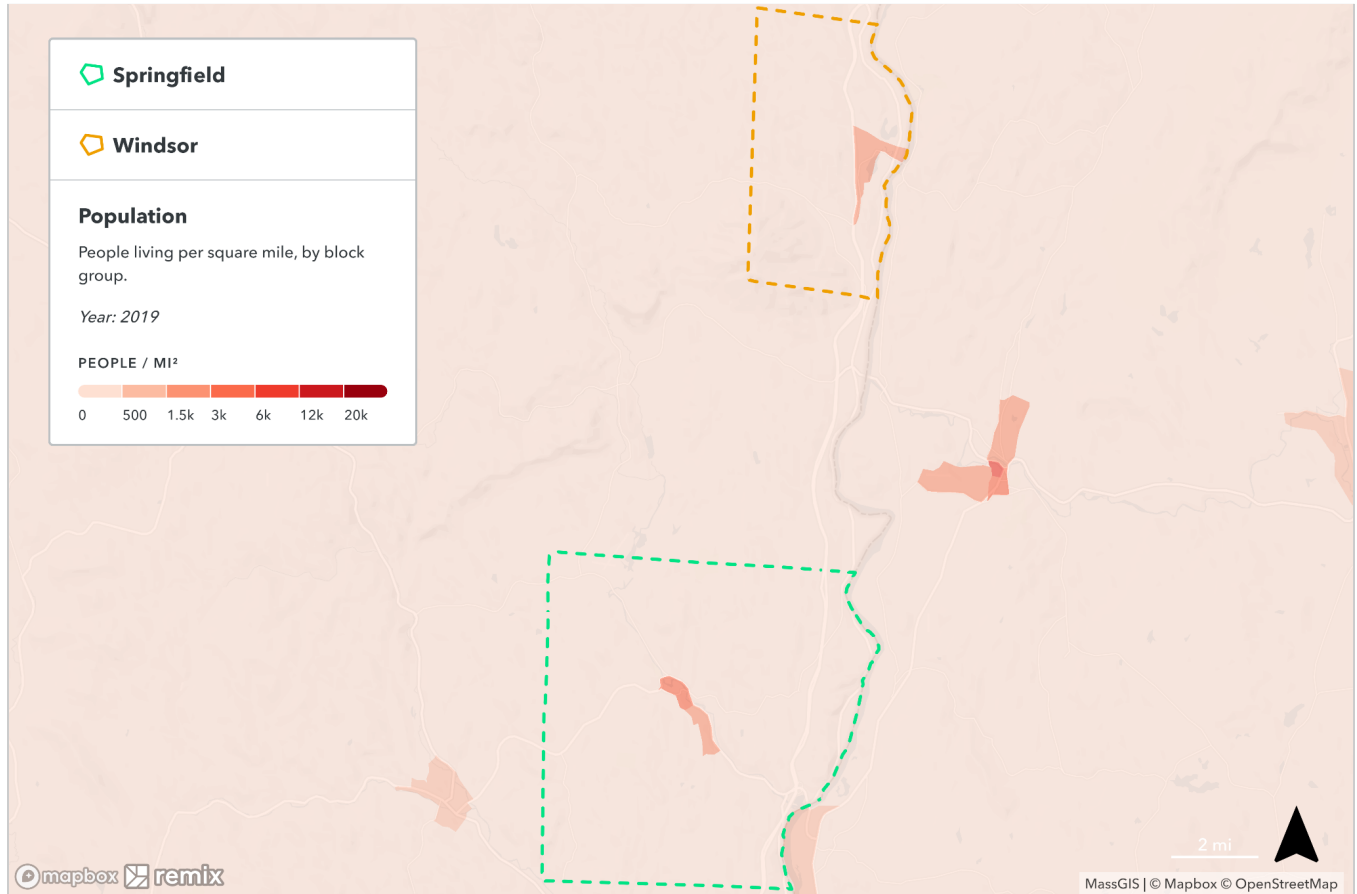 Springfield
Windsor
Population
People living per square mile, by block
group.
Year: 2019
PEOPLE / MI²
0 500 1.5k 3k 6k 12k 20k
2 mi
mapbox remix
MassGIS | © Mapbox © OpenStreetMap